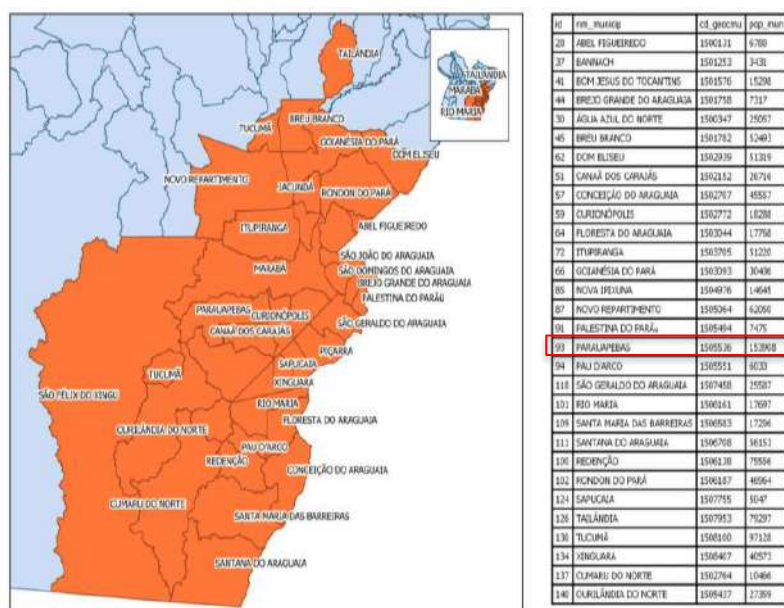 TAILÂNDIA
TAILÂNDIA
MARABÁ
RIO MARIA
BREU BRANCO
TUCUMÃ
GOIANÉSIA DO PARÁ
DOM ELISEU
NOVO REPARTIMENTO
JACUNDÁ
RONDON DO PARÁ
ITUPIRANGA
ABEL FIGUEIREDO
SÃO JOÃO DO ARAGUAIA
MARABÁ
SÃO DOMINGOS DO ARAGUAIA
BREJO GRANDE DO ARAGUAIA
PALESTINA DO PARÁU
PARAUAPEBAS
CURIONÓPOLIS
SÃO GERALDO DO ARAGUAIA
CANAÃ DOS CARAJÁS
PIÇARRA
SAPUCAIA
TUCUMÃ
XINGUARA
SÃO FÉLIX DO XINGU
RIO MARIA
FLORESTA DO ARAGUAIA
OURILÂNDIA DO NORTE
PAU D'ARCO
REDENÇÃO
CONCEIÇÃO DO ARAGUAIA
CUMARU DO NORTE
SANTA MARIA DAS BARREIRAS
SANTANA DO ARAGUAIA
id nm_municip cd_geocmu pop_mun
20 ABEL FIGUEIREDO 1500131 6780
37 BANNACH 1501253 3431
41 BOM JESUS DO TOCANTINS 1501576 15298
44 BREJO GRANDE DO ARAGUAIA 1501758 7317
30 ÁGUA AZUL DO NORTE 1500347 25057
45 BREU BRANCO 1501782 52493
62 DOM ELISEU 1502939 51319
51 CANAÃ DOS CARAJÁS 1502152 26716
57 CONCEIÇÃO DO ARAGUAIA 1502707 45557
59 CURIONÓPOLIS 1502772 18288
64 FLORESTA DO ARAGUAIA 1503044 17768
72 ITUPIRANGA 1503705 51220
66 GOIANÉSIA DO PARÁ 1503093 30436
85 NOVA IPIXUNA 1504976 14645
87 NOVO REPARTIMENTO 1505064 62050
91 PALESTINA DO PARÁu 1505494 7475
93 PARAUAPEBAS 1505536 153908
94 PAU D'ARCO 1505551 6033
118 SÃO GERALDO DO ARAGUAIA 1507458 25587
101 RIO MARIA 1506161 17697
109 SANTA MARIA DAS BARREIRAS 1506583 17206
111 SANTANA DO ARAGUAIA 1506708 56153
100 REDENÇÃO 1506138 75556
102 RONDON DO PARÁ 1506187 46964
124 SAPUCAIA 1507755 5047
126 TAILÂNDIA 1507953 79297
130 TUCUMÃ 1508100 97128
134 XINGUARA 1508407 40573
137 CUMARU DO NORTE 1502764 10466
140 OURILÂNDIA DO NORTE 1505437 27359